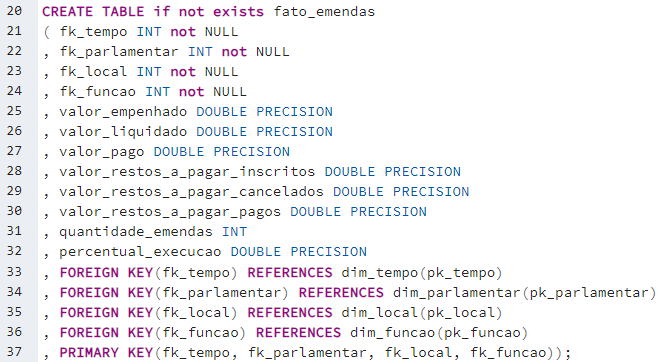 20 CREATE TABLE if not exists fato_emendas
21 ( fk_tempo INT not NULL
22 , fk_parlamentar INT not NULL
23 , fk_local INT not NULL
24 , fk_funcao INT not NULL
25 , valor_empenhado DOUBLE PRECISION
26 , valor_liquidado DOUBLE PRECISION
27 , valor_pago DOUBLE PRECISION
28 , valor_restos_a_pagar_inscritos DOUBLE PRECISION
29 , valor_restos_a_pagar_cancelados DOUBLE PRECISION
30 , valor_restos_a_pagar_pagos DOUBLE PRECISION
31 , quantidade_emendas INT
32 , percentual_execucao DOUBLE PRECISION
33 , FOREIGN KEY(fk_tempo) REFERENCES dim_tempo(pk_tempo)
34 , FOREIGN KEY(fk_parlamentar) REFERENCES dim_parlamentar(pk_parlamentar)
35 , FOREIGN KEY(fk_local) REFERENCES dim_local(pk_local)
36 , FOREIGN KEY(fk_funcao) REFERENCES dim_funcao(pk_funcao)
37 , PRIMARY KEY(fk_tempo, fk_parlamentar, fk_local, fk_funcao));